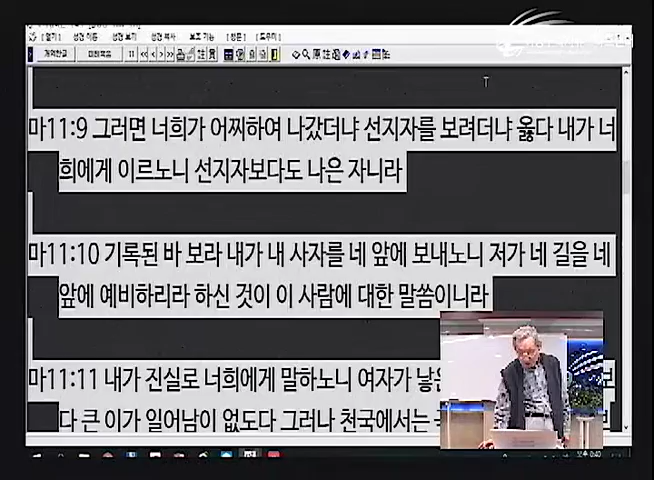 마11:9 그러면 너희가 어찌하여 나갔더냐 선지자를 보려더냐 옳다 내가 너
희에게 이르노니 선지자보다도 나은 자니라
마11:10 기록된 바 보라 내가 내 사자를 네 앞에 보내노니 저가 네 길을 네
앞에 예비하리라 하신 것이 이 사람에 대한 말씀이니라
마11:11 내가 진실로 너희에게 말하노니 여자가 낳은
다 큰 이가 일어남이 없도다 그러나 천국에서는